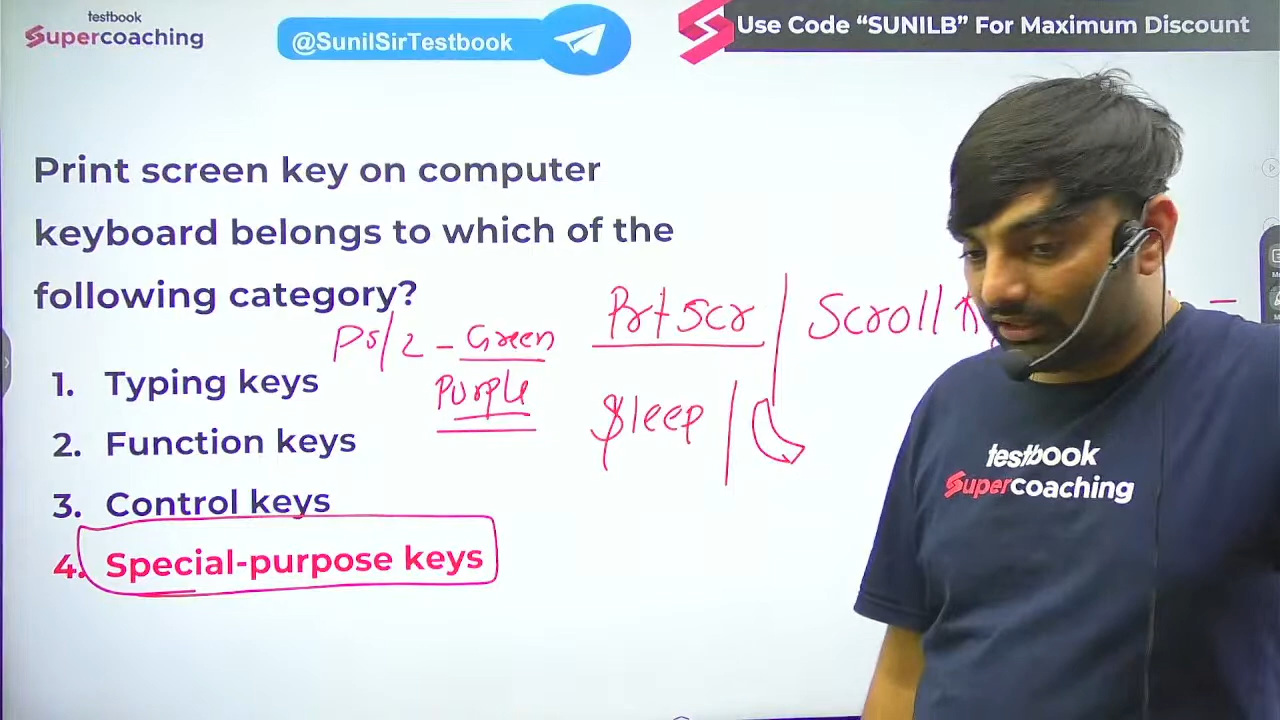 testbook
Supercoaching
@SunilSirTestbook
Use Code “SUNILB” For Maximum Discount
Print screen key on computer
keyboard belongs to which of the
following category?
Prt scr
Scroll
PS/2 - Green
Purple
Sleep
1. Typing keys
2. Function keys
3. Control keys
4. Special-purpose keys
testbook
Supercoaching